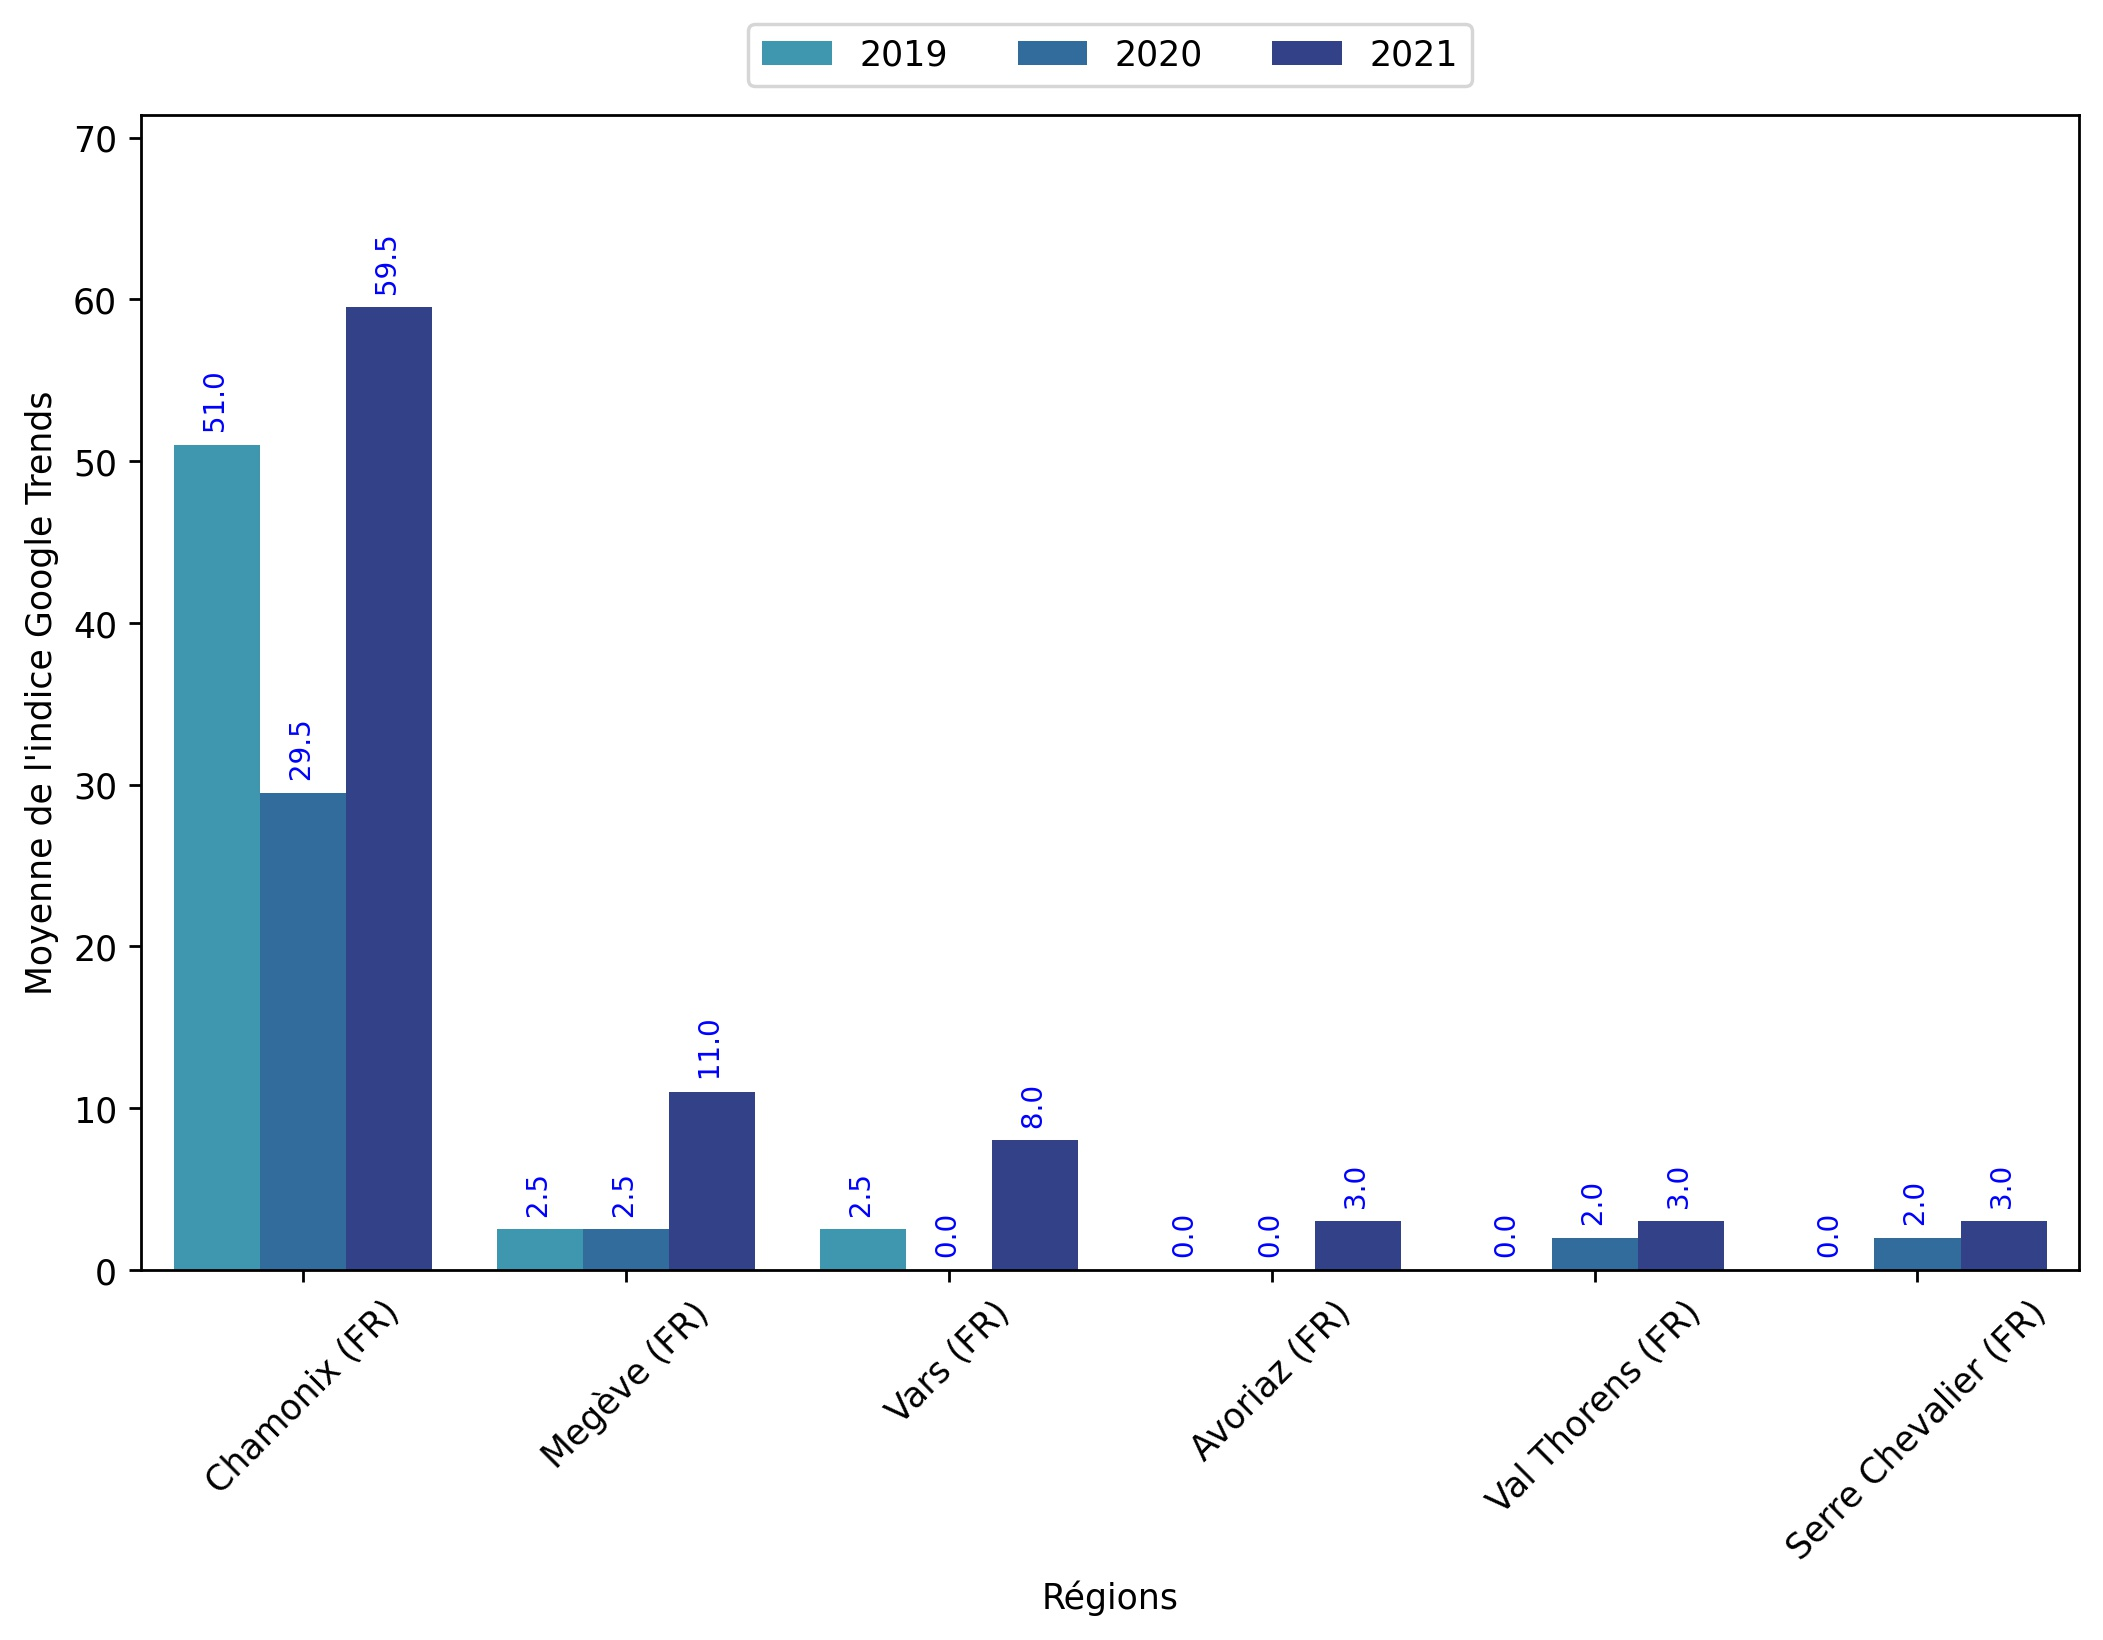 2019 2020 2021
70
60
50
40
30
20
10
0
Moyenne de l'indice Google Trends
51.0 29.5 59.5
2.5 2.5 11.0
2.5 0.0 8.0
0.0 0.0 3.0
0.0 2.0 3.0
0.0 2.0 3.0
Chamonix (FR)
Megève (FR)
Vars (FR)
Avoriaz (FR)
Val Thorens (FR)
Serre Chevalier (FR)
Régions